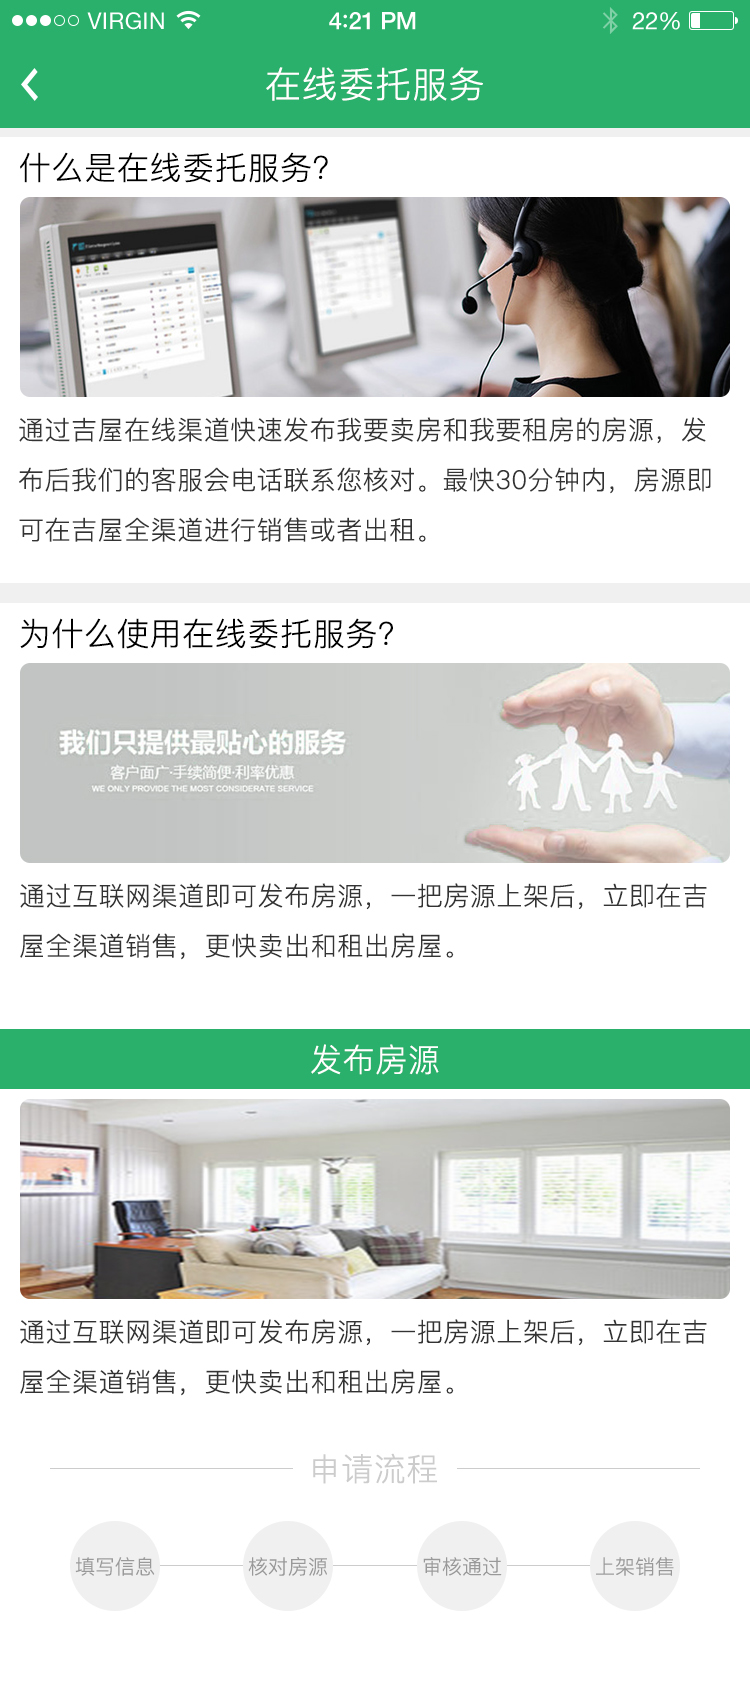 VIRGIN 4:21 PM 22%
在线委托服务
什么是在线委托服务?
通过吉屋在线渠道快速发布我要卖房和我要租房的房源，发
布后我们的客服会电话联系您核对。最快30分钟内，房源即
可在吉屋全渠道进行销售或者出租。
为什么使用在线委托服务?
我们只提供最贴心的服务
客户面广·手续简便·利率优惠
WE ONLY PROVIDE THE MOST CONSIDERATE SERVICE
通过互联网渠道即可发布房源，一把房源上架后，立即在吉
屋全渠道销售，更快卖出和租出房屋。
发布房源
通过互联网渠道即可发布房源，一把房源上架后，立即在吉
屋全渠道销售，更快卖出和租出房屋。
申请流程
填写信息 核对房源 审核通过 上架销售